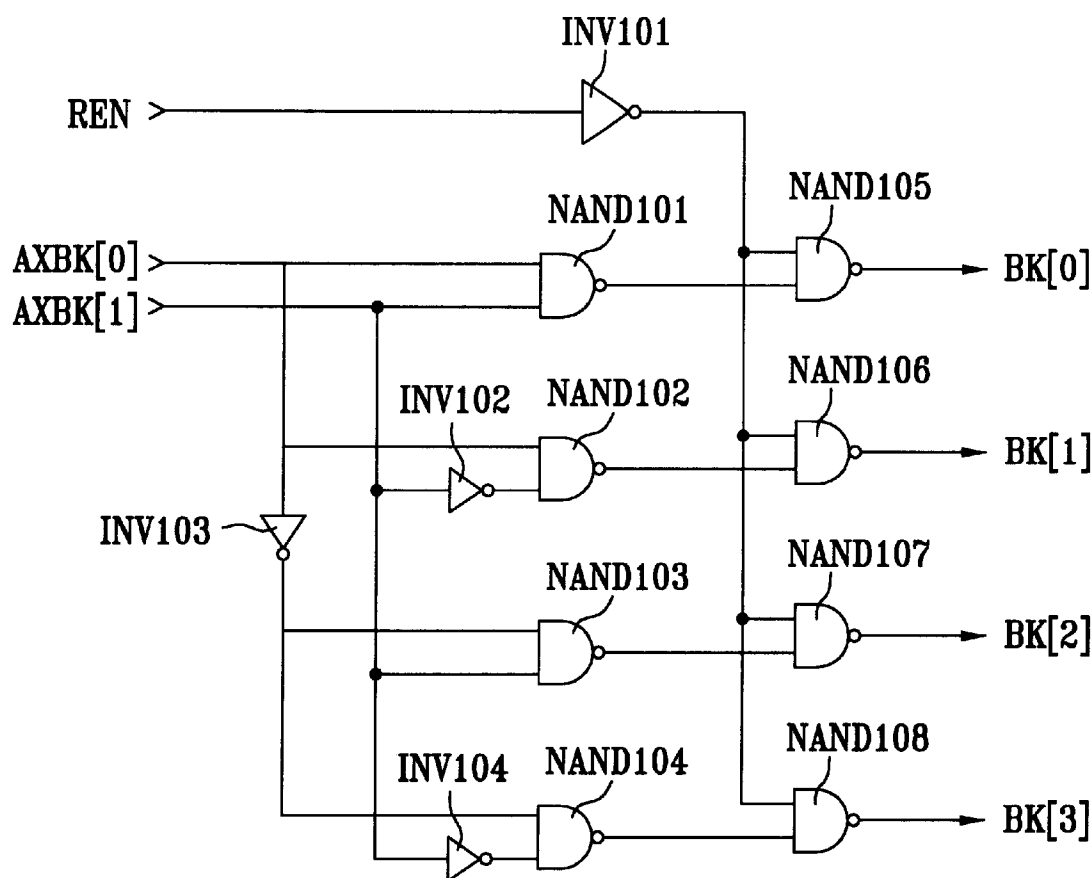 INV101
REN
NAND105
NAND101
AXBK[0]
BK[0]
AXBK[1]
NAND106
INV102
NAND102
BK[1]
INV103
NAND107
NAND103
BK[2]
NAND108
INV104
NAND104
BK[3]